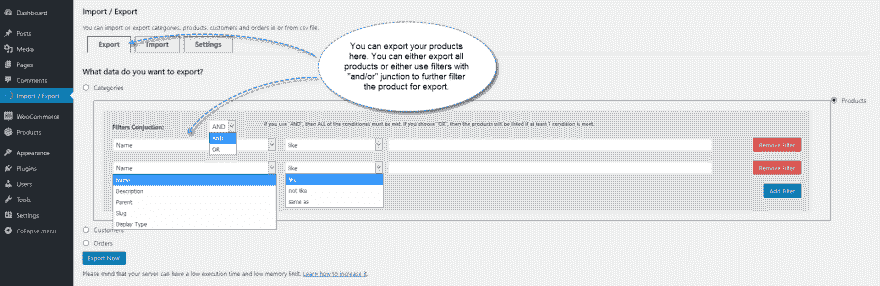 Dashboard
Posts
Media
Pages
Comments
Import / Export
WooCommerce
Products
Appearance
Plugins
Users
Tools
Settings
Collapse menu
Import / Export
You can import or export categories, products, customers and orders in or from csv file.
Export
Import
Settings
You can export your products
here. You can either export all
products or either use filters with
"and/or" junction to further filter
the product for export.
What data do you want to export?
Categories
Products
Filters Conjuction:
AND
If you use "AND", then ALL of the conditionals must be met. If you choose "OR", then the products will be listed if at least 1 condition is meet.
AND
OR
Name
like
Remove Filter
Name
like
Remove Filter
Name
like
Description
not like
Add Filter
Parent
same as
Slug
Display Type
Customers
Orders
Export Now
Please mind that your server can have a low execution time and low memory limit. Learn how to increase it.